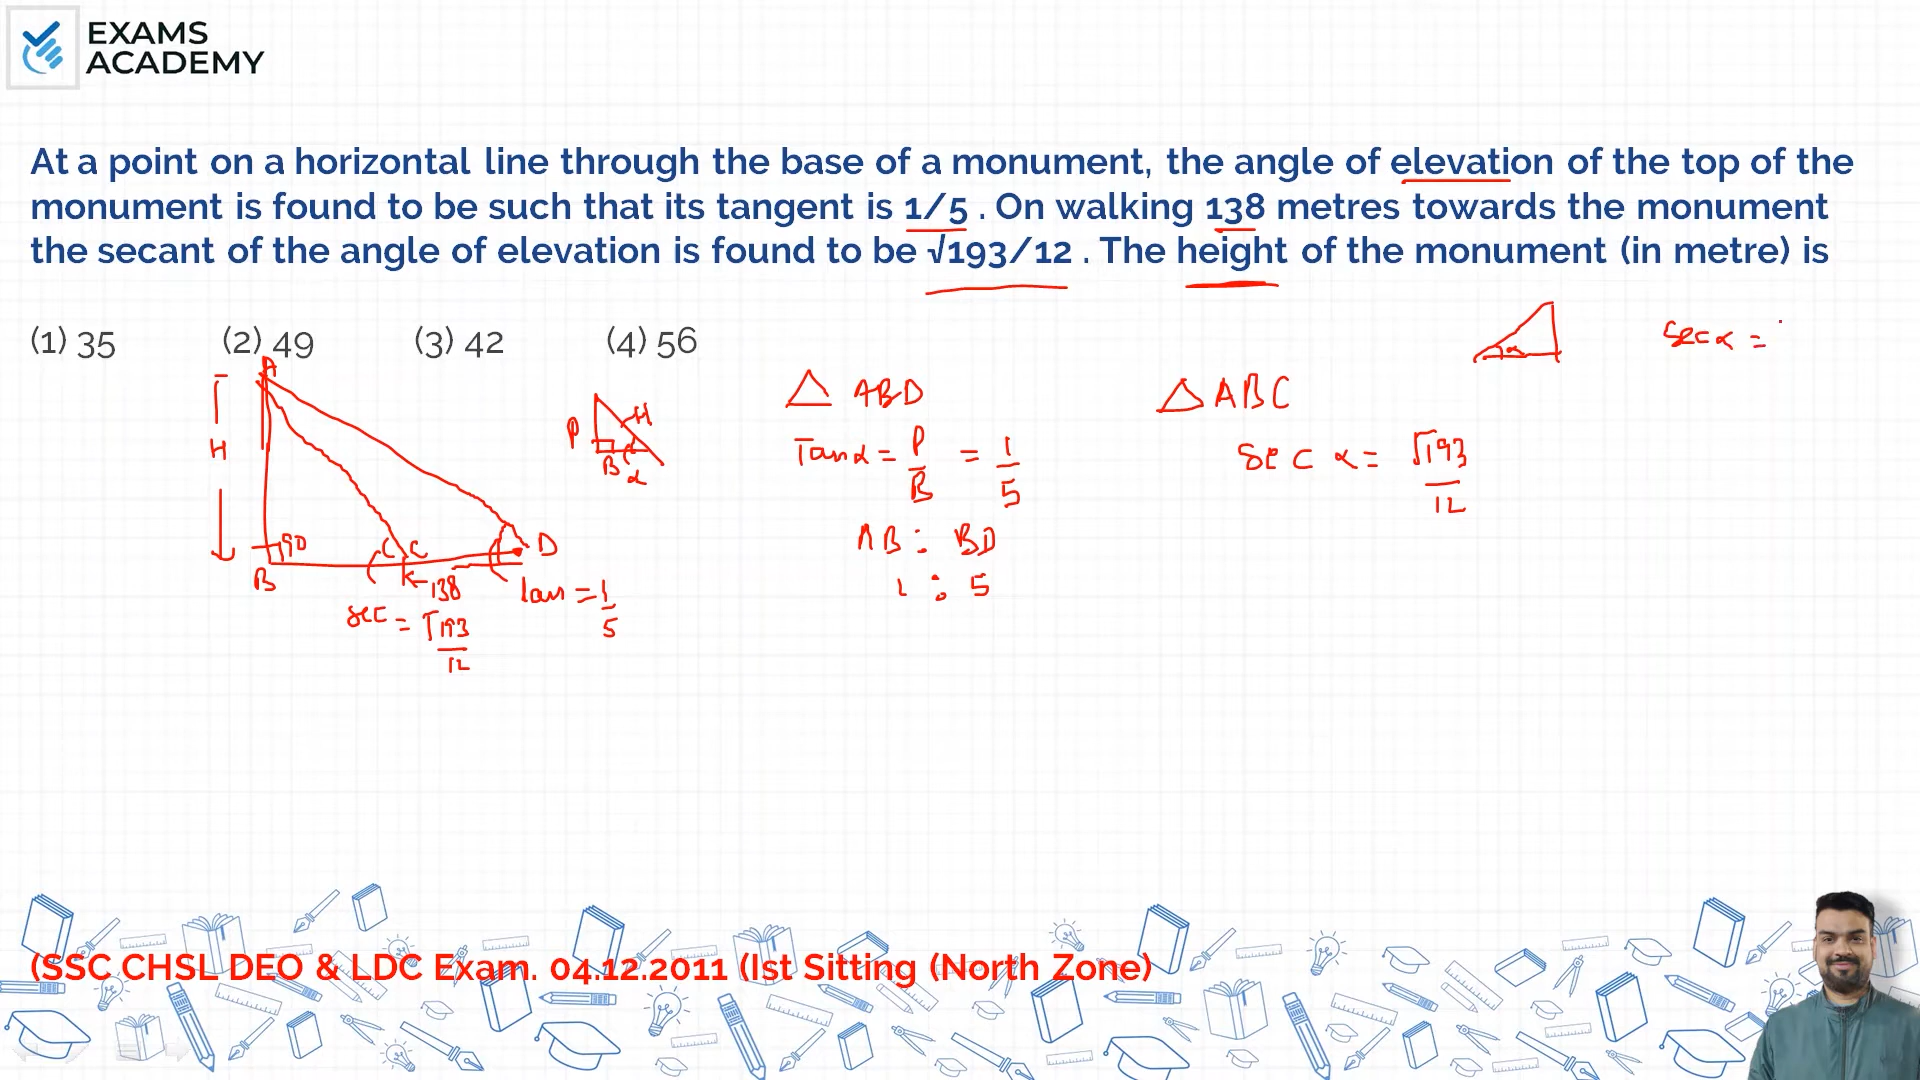 EXAMS
ACADEMY
At a point on a horizontal line through the base of a monument, the angle of elevation of the top of the
monument is found to be such that its tangent is 1/5 . On walking 138 metres towards the monument
the secant of the angle of elevation is found to be √193/12 . The height of the monument (in metre) is
(1) 35 (2) 49 (3) 42 (4) 56
sec α =
A
H
90
B
C
D
K 138
sec = √193/12
tan = 1/5
P
H
B
α
α
△ ABD
Tan α = P/B = 1/5
AB : BD
1 : 5
△ ABC
sec α = √193/12
(SSC CHSL DEO & LDC Exam. 04.12.2011 (Ist Sitting (North Zone)